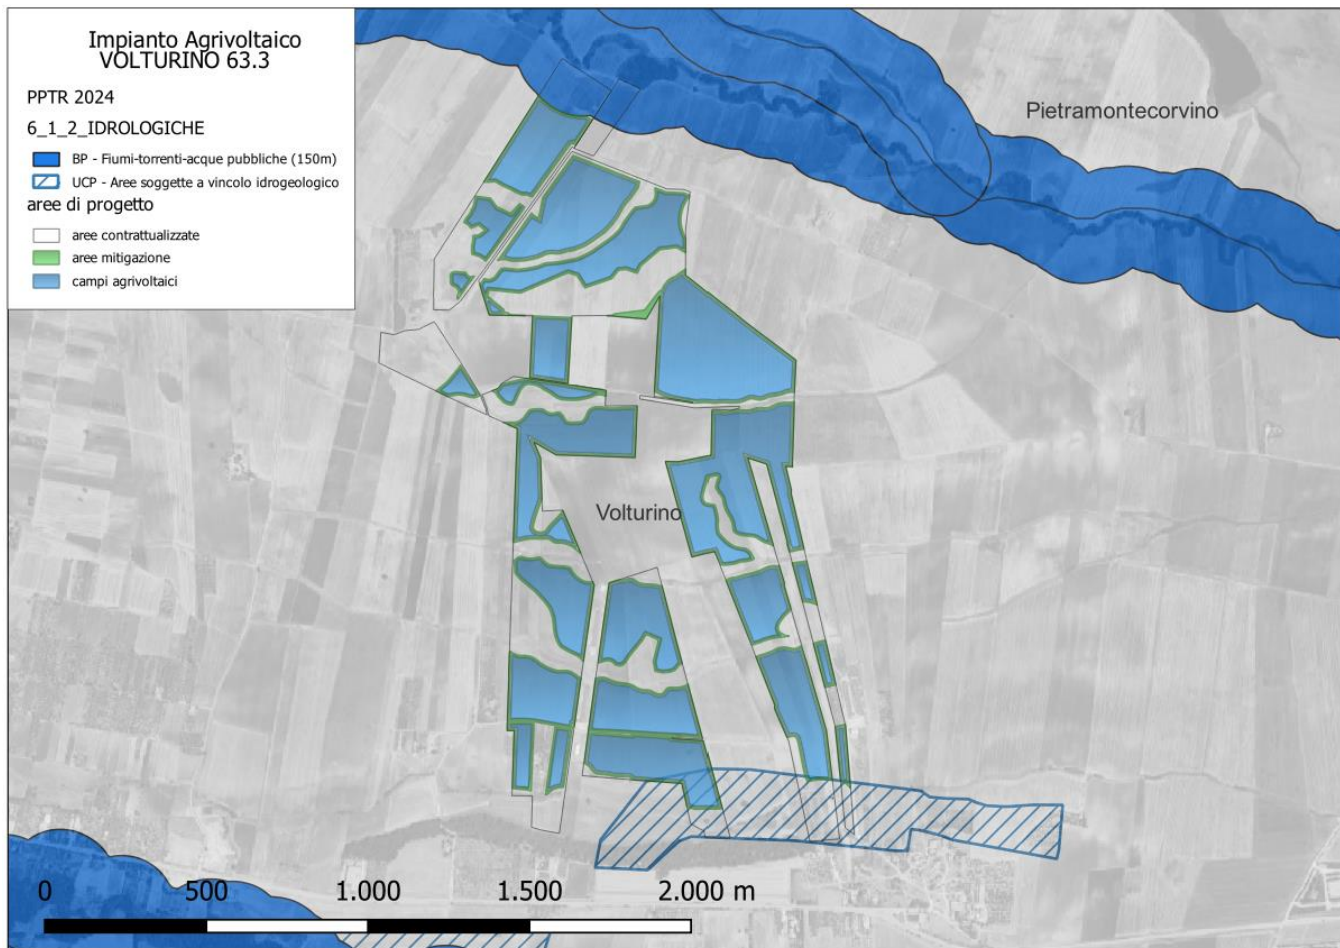 Impianto Agrivoltaico
VOLTURINO 63.3
PPTR 2024
6_1_2_IDROLOGICHE
BP - Fiumi-torrenti-acque pubbliche (150m)
UCP - Aree soggette a vincolo idrogeologico
aree di progetto
aree contrattualizzate
aree mitigazione
campi agrivoltaici
Pietramontecorvino
Volturino
0 500 1.000 1.500 2.000 m